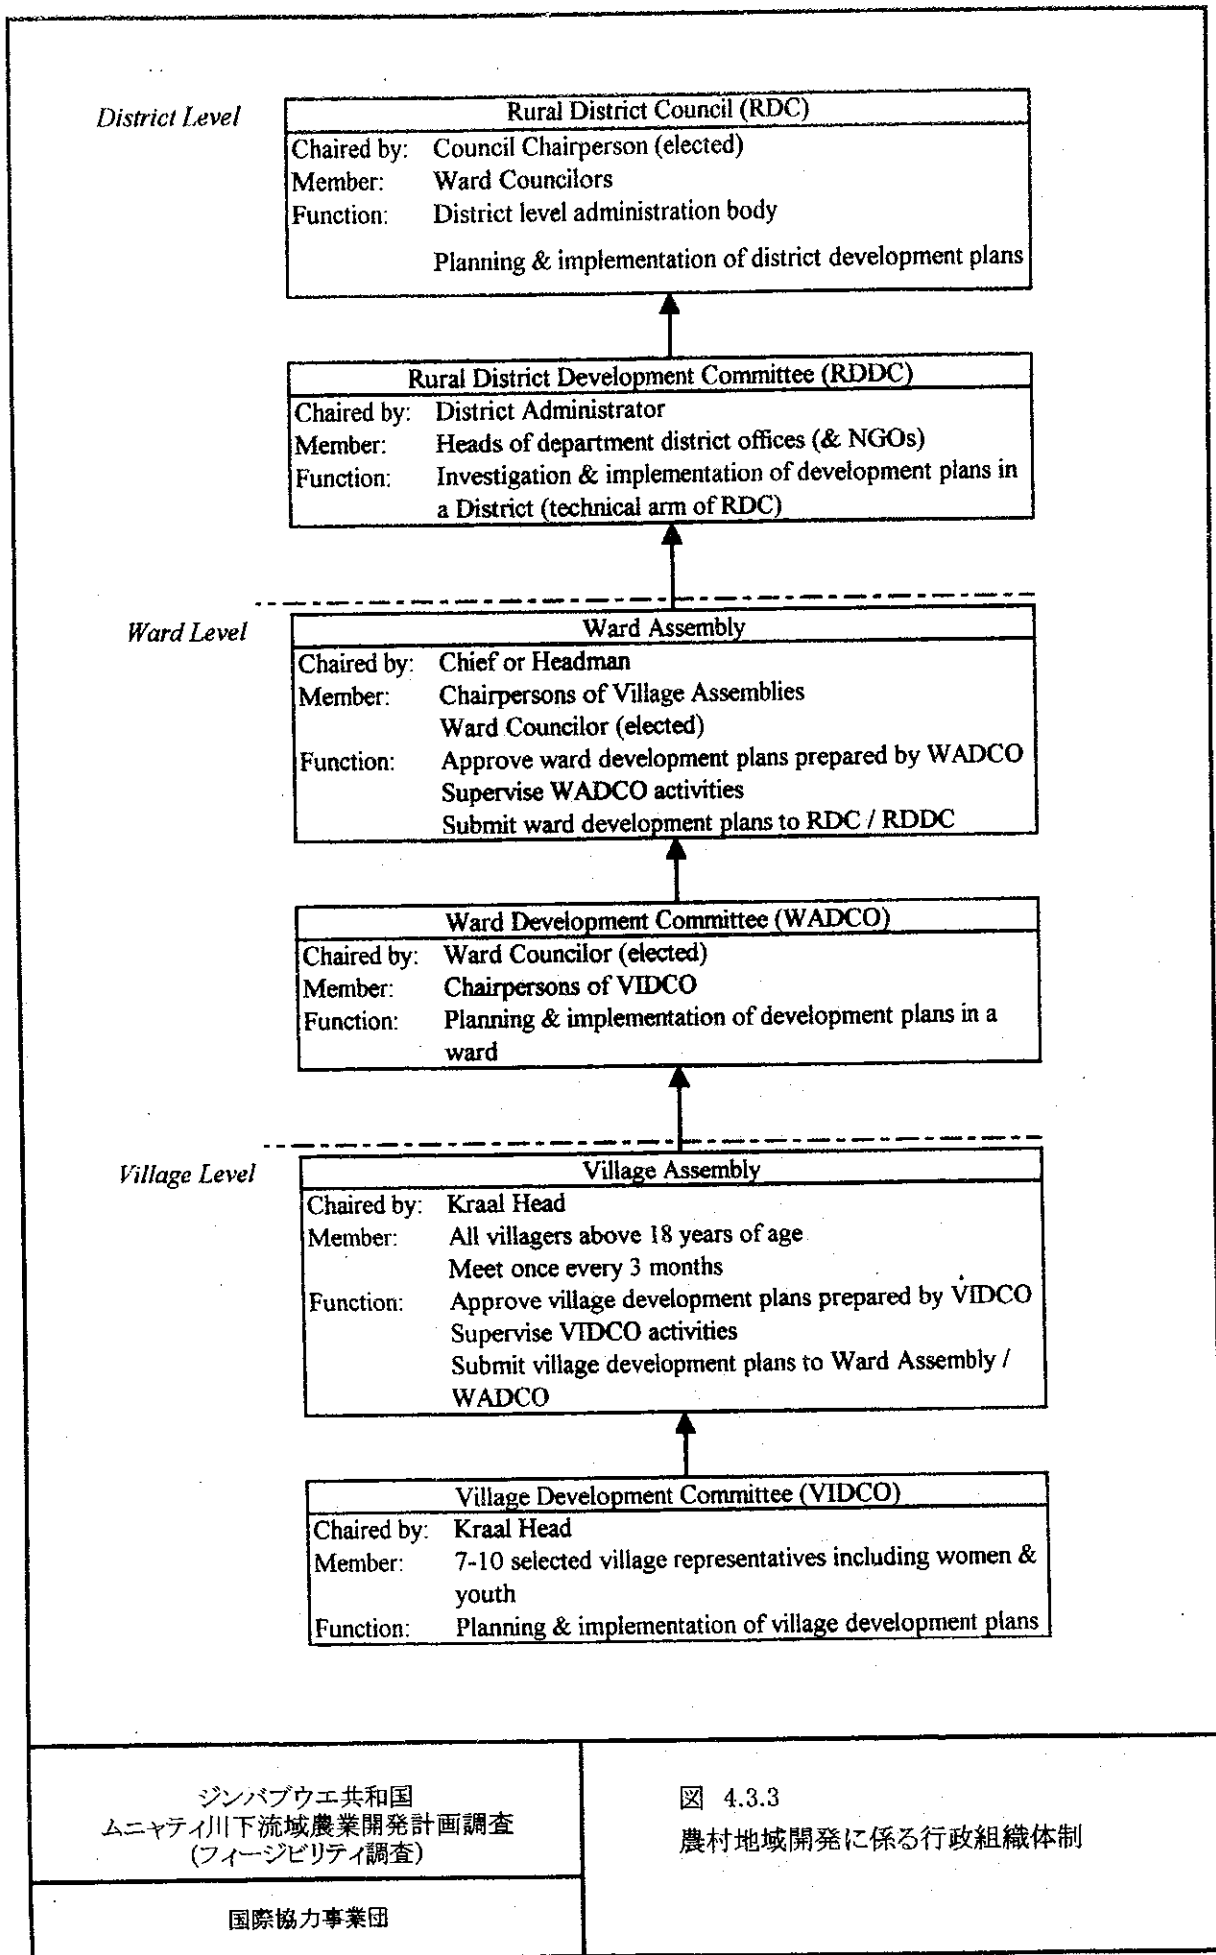 District Level
Rural District Council (RDC)
Chaired by: Council Chairperson (elected)
Member: Ward Councilors
Function: District level administration body
Planning & implementation of district development plans
Rural District Development Committee (RDDC)
Chaired by: District Administrator
Member: Heads of department district offices (& NGOs)
Function: Investigation & implementation of development plans in
a District (technical arm of RDC)
Ward Level
Ward Assembly
Chaired by: Chief or Headman
Member: Chairpersons of Village Assemblies
Ward Councilor (elected)
Function: Approve ward development plans prepared by WADCO
Supervise WADCO activities
Submit ward development plans to RDC / RDDC
Ward Development Committee (WADCO)
Chaired by: Ward Councilor (elected)
Member: Chairpersons of VIDCO
Function: Planning & implementation of development plans in a
ward
Village Level
Village Assembly
Chaired by: Kraal Head
Member: All villagers above 18 years of age
Meet once every 3 months
Function: Approve village development plans prepared by VIDCO
Supervise VIDCO activities
Submit village development plans to Ward Assembly /
WADCO
Village Development Committee (VIDCO)
Chaired by: Kraal Head
Member: 7-10 selected village representatives including women &
youth
Function: Planning & implementation of village development plans
ジンバブウエ共和国
ムニャティ川下流域農業開発計画調査
(フィージビリティ調査)
国際協力事業団
図 4.3.3
農村地域開発に係る行政組織体制